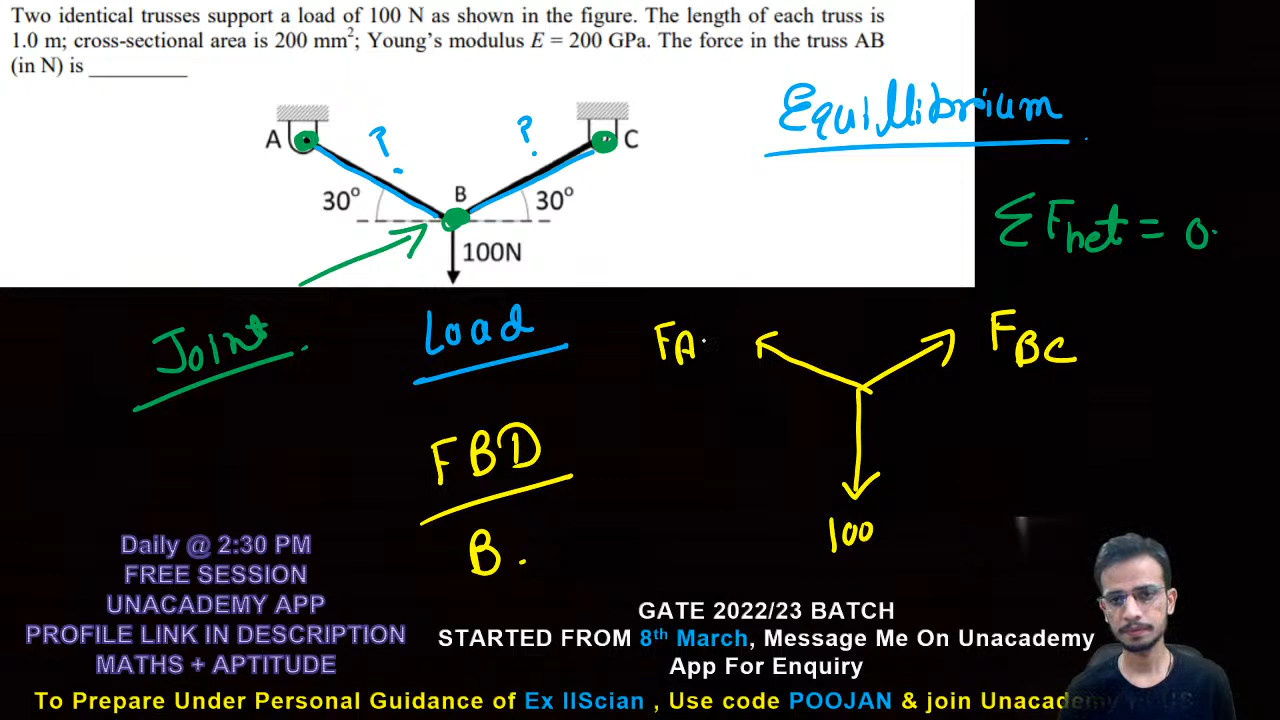 Two identical trusses support a load of 100 N as shown in the figure. The length of each truss is
1.0 m; cross-sectional area is 200 mm²; Young's modulus E = 200 GPa. The force in the truss AB
(in N) is __________
Equillibrium
A
?
?
C
30°
B
30°
100N
Σ Fnet = 0.
Joint.
Load
FA
FBC
FBD
B.
100
Daily @ 2:30 PM
FREE SESSION
UNACADEMY APP
PROFILE LINK IN DESCRIPTION
MATHS + APTITUDE
GATE 2022/23 BATCH
STARTED FROM 8th March, Message Me On Unacademy
App For Enquiry
To Prepare Under Personal Guidance of Ex IIScian , Use code POOJAN & join Unacademy